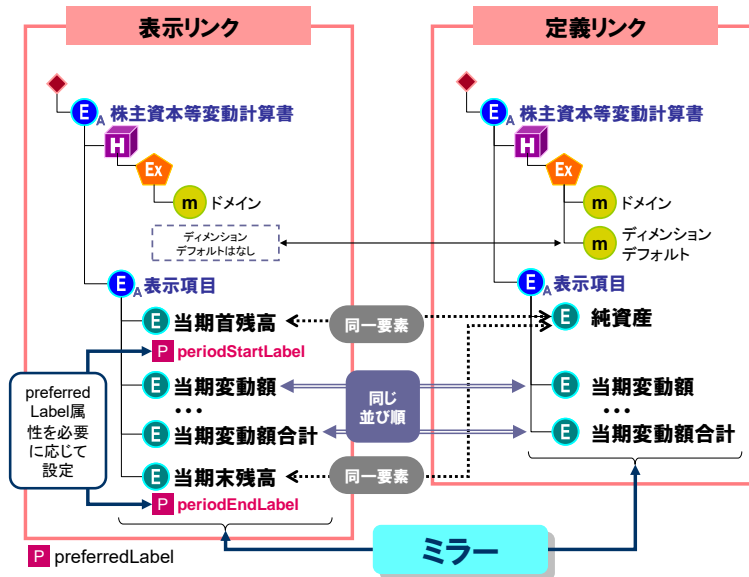 表示リンク
E A 株主資本等変動計算書
H
Ex
m ドメイン
ディメンション
デフォルトはなし
E A 表示項目
E 当期首残高
P periodStartLabel
E 当期変動額
...
E 当期変動額合計
E 当期末残高
P periodEndLabel
preferred
Label属
性を必要
に応じて
設定
P preferredLabel
同一要素
同じ
並び順
同一要素
ミラー
定義リンク
E A 株主資本等変動計算書
H
Ex
m ドメイン
m ディメンション
デフォルト
E A 表示項目
E 純資産
E 当期変動額
...
E 当期変動額合計